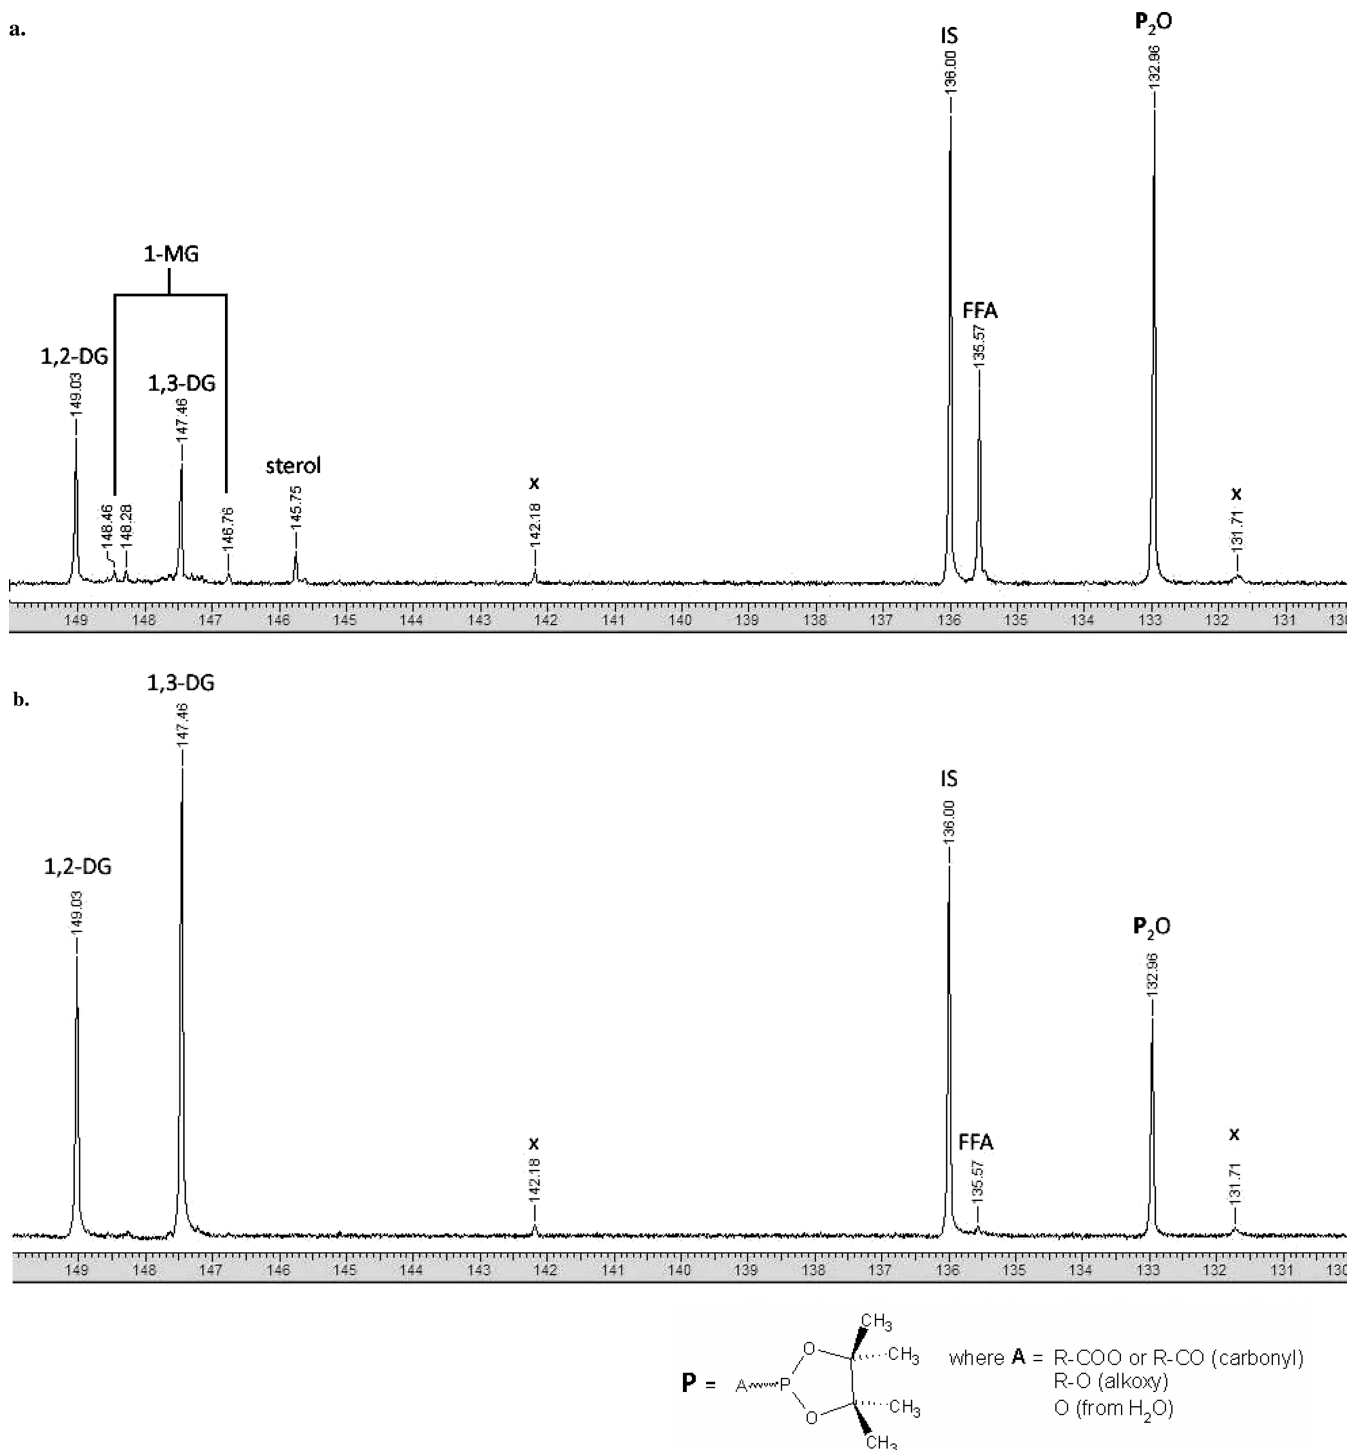 a.
IS
P₂O
136.00
132.96
1-MG
FFA
135.57
1,2-DG
149.03
1,3-DG
147.46
sterol
148.46
148.28
146.76
145.75
x
142.18
x
131.71
149 148 147 146 145 144 143 142 141 140 139 138 137 136 135 134 133 132 131 130
b.
1,3-DG
147.46
IS
136.00
1,2-DG
149.03
P₂O
132.96
x
142.18
FFA
135.57
x
131.71
149 148 147 146 145 144 143 142 141 140 139 138 137 136 135 134 133 132 131 130
CH₃
O
CH₃
where A = R-COO or R-CO (carbonyl)
P = A P
R-O (alkoxy)
CH₃
O
O (from H₂O)
CH₃